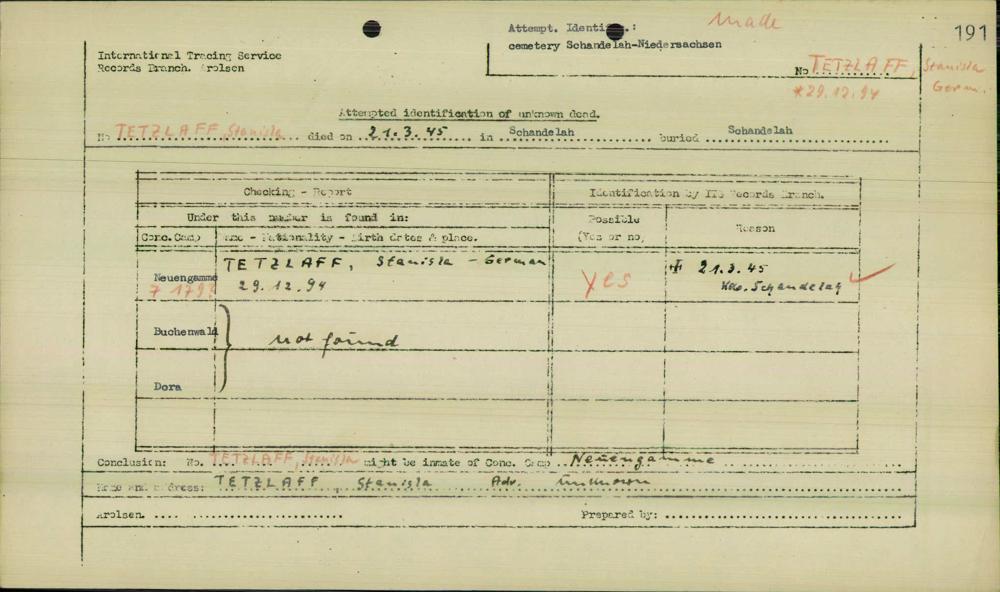 Attempt. Identif.: made
191
cemetery Schandelah-Niedersachsen
International Tracing Service
Records Branch. Arolsen
No TETZLAFF, Stanisla
*29.12.94 Germ.
Attempted identification of unknown dead.
No TETZLAFF, Stanisla died on 21.3.45 in Schandelah buried Schandelah
Checking - Report
Identification by ITS Records Branch.
Under this number is found in:
Possible
(Yes or no)
Reason
Conc.Camp
Name - Nationality - Birth dates & place.
Neuengamme
TETZLAFF, Stanisla - German
29.12.94
yes
21.3.45
Kdo. Schandelah
Buchenwald
not found
Dora
Conclusion: No. TETZLAFF, Stanisla might be inmate of Conc. Camp Neuengamme
Name and address: TETZLAFF, Stanisla Adr. unknown
Arolsen.
Prepared by: